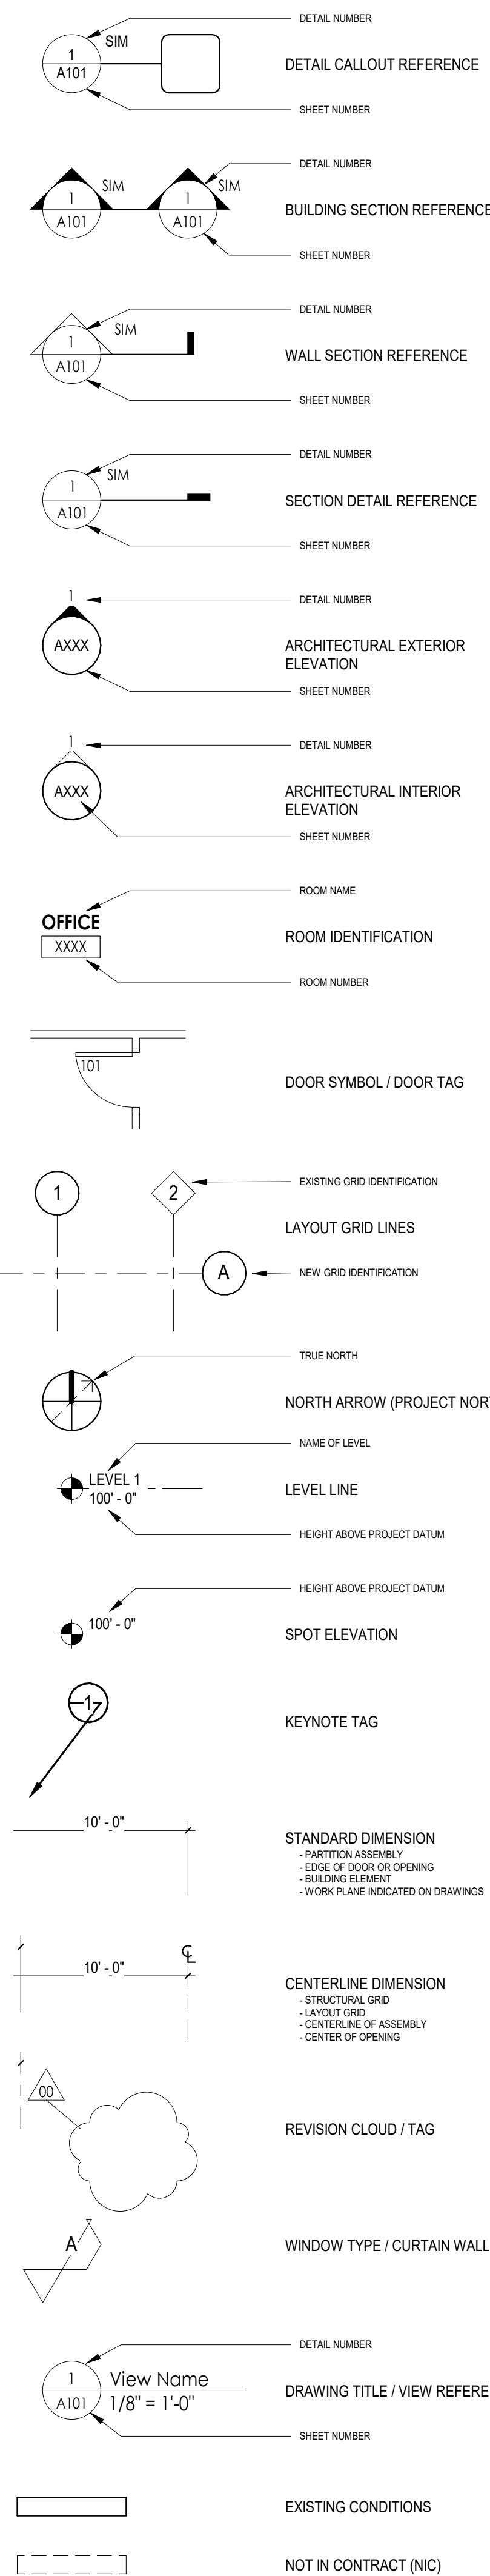 DETAIL NUMBER
SIM
1
A101
DETAIL CALLOUT REFERENCE
SHEET NUMBER
DETAIL NUMBER
SIM
SIM
1
1
A101
A101
BUILDING SECTION REFERENCE
SHEET NUMBER
DETAIL NUMBER
SIM
1
A101
WALL SECTION REFERENCE
SHEET NUMBER
DETAIL NUMBER
SIM
1
A101
SECTION DETAIL REFERENCE
SHEET NUMBER
1
DETAIL NUMBER
AXXX
ARCHITECTURAL EXTERIOR
ELEVATION
SHEET NUMBER
1
DETAIL NUMBER
AXXX
ARCHITECTURAL INTERIOR
ELEVATION
SHEET NUMBER
ROOM NAME
OFFICE
XXXX
ROOM IDENTIFICATION
ROOM NUMBER
101
DOOR SYMBOL / DOOR TAG
EXISTING GRID IDENTIFICATION
1
2
LAYOUT GRID LINES
A
NEW GRID IDENTIFICATION
TRUE NORTH
NORTH ARROW (PROJECT NOR
NAME OF LEVEL
LEVEL 1
100' - 0"
LEVEL LINE
HEIGHT ABOVE PROJECT DATUM
HEIGHT ABOVE PROJECT DATUM
100' - 0"
SPOT ELEVATION
1
KEYNOTE TAG
10' - 0"
STANDARD DIMENSION
- PARTITION ASSEMBLY
- EDGE OF DOOR OR OPENING
- BUILDING ELEMENT
- WORK PLANE INDICATED ON DRAWINGS
℄
10' - 0"
CENTERLINE DIMENSION
- STRUCTURAL GRID
- LAYOUT GRID
- CENTERLINE OF ASSEMBLY
- CENTER OF OPENING
00
REVISION CLOUD / TAG
A
WINDOW TYPE / CURTAIN WALL
DETAIL NUMBER
1
A101
View Name
1/8" = 1'-0"
DRAWING TITLE / VIEW REFERE
SHEET NUMBER
EXISTING CONDITIONS
NOT IN CONTRACT (NIC)